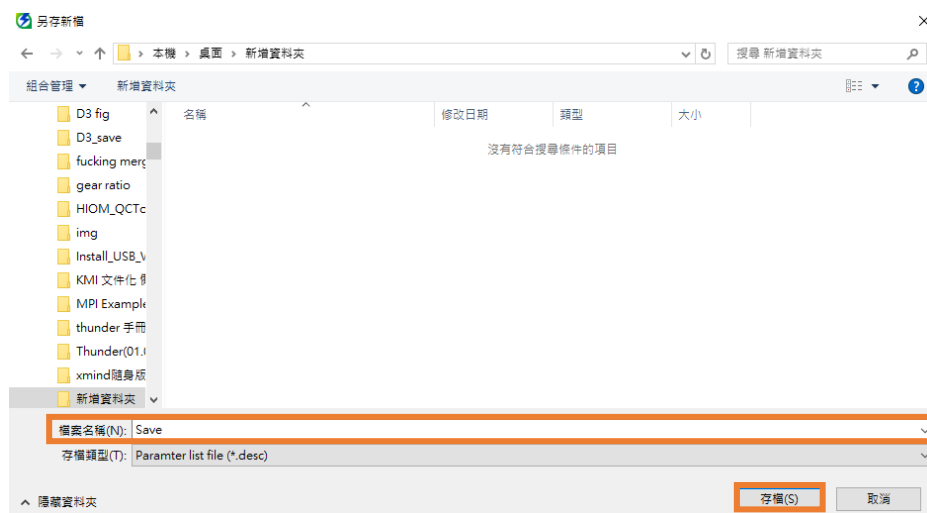 另存新檔
本機 › 桌面 › 新增資料夾
搜尋 新增資料夾
組合管理 新增資料夾
名稱 修改日期 類型 大小
沒有符合搜尋條件的項目
D3 fig
D3_save
fucking merg
gear ratio
HIOM_QCTc
img
Install_USB_V
KMI 文件化
MPI Example
thunder 手冊
Thunder(01.
xmind隨身版
新增資料夾
檔案名稱(N): Save
存檔類型(T): Paramter list file (*.desc)
隱藏資料夾 存檔(S) 取消